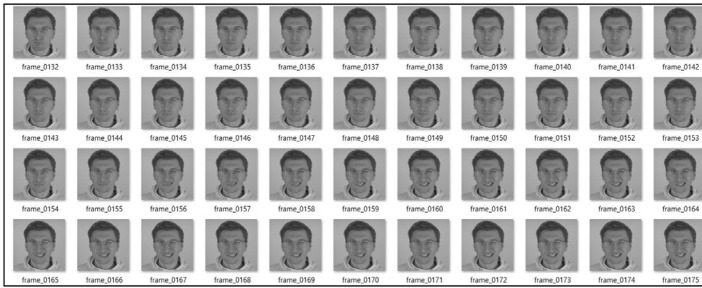 frame_0132 frame_0133 frame_0134 frame_0135 frame_0136 frame_0137 frame_0138 frame_0139 frame_0140 frame_0141 frame_0142
frame_0143 frame_0144 frame_0145 frame_0146 frame_0147 frame_0148 frame_0149 frame_0150 frame_0151 frame_0152 frame_0153
frame_0154 frame_0155 frame_0156 frame_0157 frame_0158 frame_0159 frame_0160 frame_0161 frame_0162 frame_0163 frame_0164
frame_0165 frame_0166 frame_0167 frame_0168 frame_0169 frame_0170 frame_0171 frame_0172 frame_0173 frame_0174 frame_0175